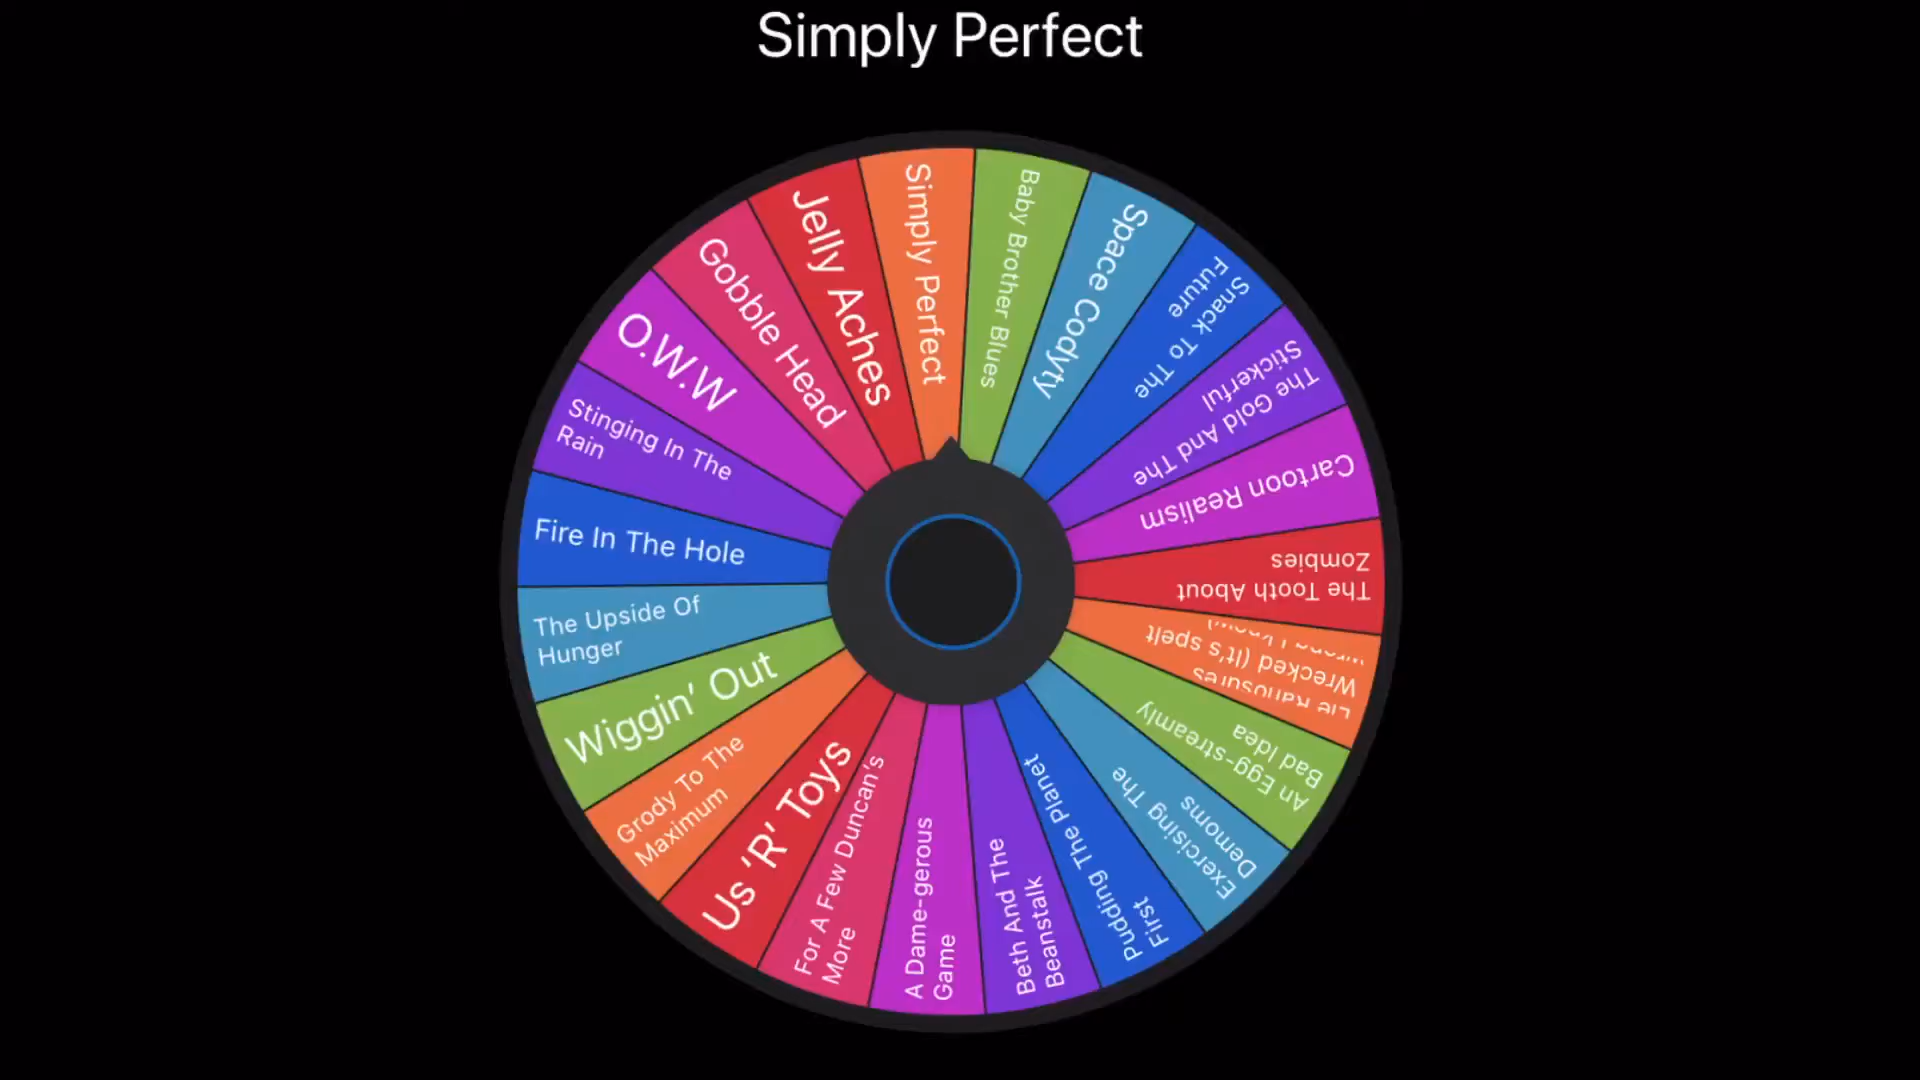 Simply Perfect
Simply Perfect
Baby Brother Blues
Space Codyty
Snack To The
Future
The Gold And The
Stickerful
Cartoon Realism
The Tooth About
Zombies
Lie
Wrecked (It's spelt
An Egg-streamly
Bad Idea
Exercising The
Demoms
Pudding The Planet
First
Beth And The
Beanstalk
A Dame-gerous
Game
For A Few Duncan's
More
Us 'R' Toys
Grody To The
Maximum
Wiggin' Out
The Upside Of
Hunger
Fire In The Hole
Stinging In The
Rain
O.W.W
Gobble Head
Jelly Aches